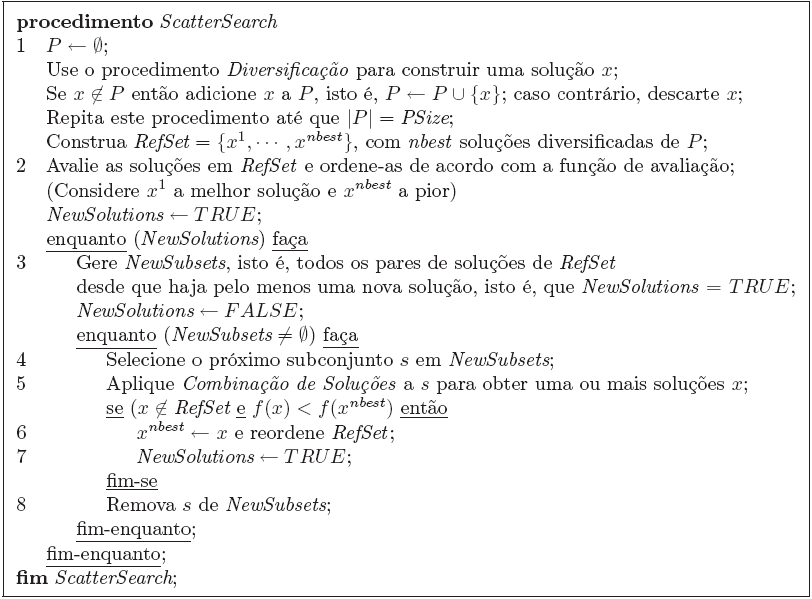 procedimento ScatterSearch
1 P ← ∅;
Use o procedimento Diversificação para construir uma solução x;
Se x ∉ P então adicione x a P, isto é, P ← P ∪ {x}; caso contrário, descarte x;
Repita este procedimento até que |P| = PSize;
Construa RefSet = {x¹, ⋯ , xⁿᵇᵉˢᵗ}, com nbest soluções diversificadas de P;
2 Avalie as soluções em RefSet e ordene-as de acordo com a função de avaliação;
(Considere x¹ a melhor solução e xⁿᵇᵉˢᵗ a pior)
NewSolutions ← TRUE;
enquanto (NewSolutions) faça
3 Gere NewSubsets, isto é, todos os pares de soluções de RefSet
desde que haja pelo menos uma nova solução, isto é, que NewSolutions = TRUE;
NewSolutions ← FALSE;
enquanto (NewSubsets ≠ ∅) faça
4 Selecione o próximo subconjunto s em NewSubsets;
5 Aplique Combinação de Soluções a s para obter uma ou mais soluções x;
se (x ∉ RefSet e f(x) < f(xⁿᵇᵉˢᵗ) então
6 xⁿᵇᵉˢᵗ ← x e reordene RefSet;
7 NewSolutions ← TRUE;
fim-se
8 Remova s de NewSubsets;
fim-enquanto;
fim-enquanto;
fim ScatterSearch;